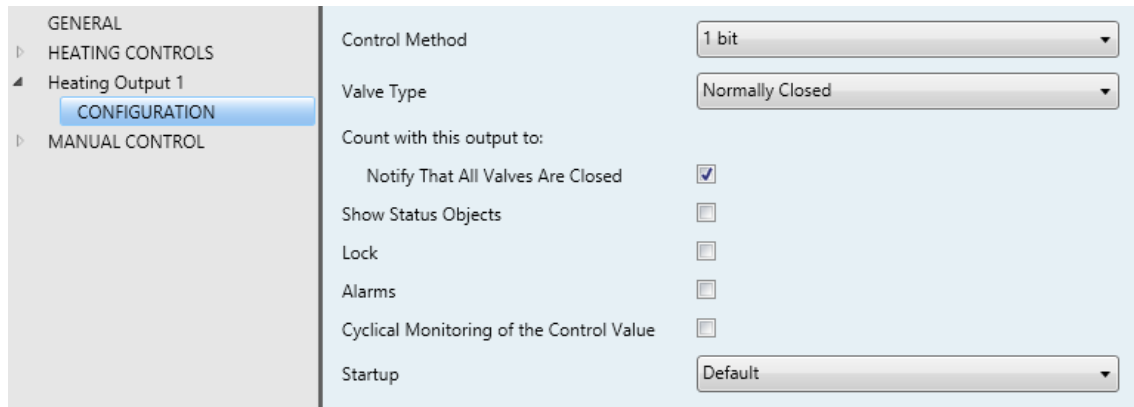 GENERAL
HEATING CONTROLS
Heating Output 1
CONFIGURATION
MANUAL CONTROL
Control Method 1 bit
Valve Type Normally Closed
Count with this output to:
Notify That All Valves Are Closed
Show Status Objects
Lock
Alarms
Cyclical Monitoring of the Control Value
Startup Default